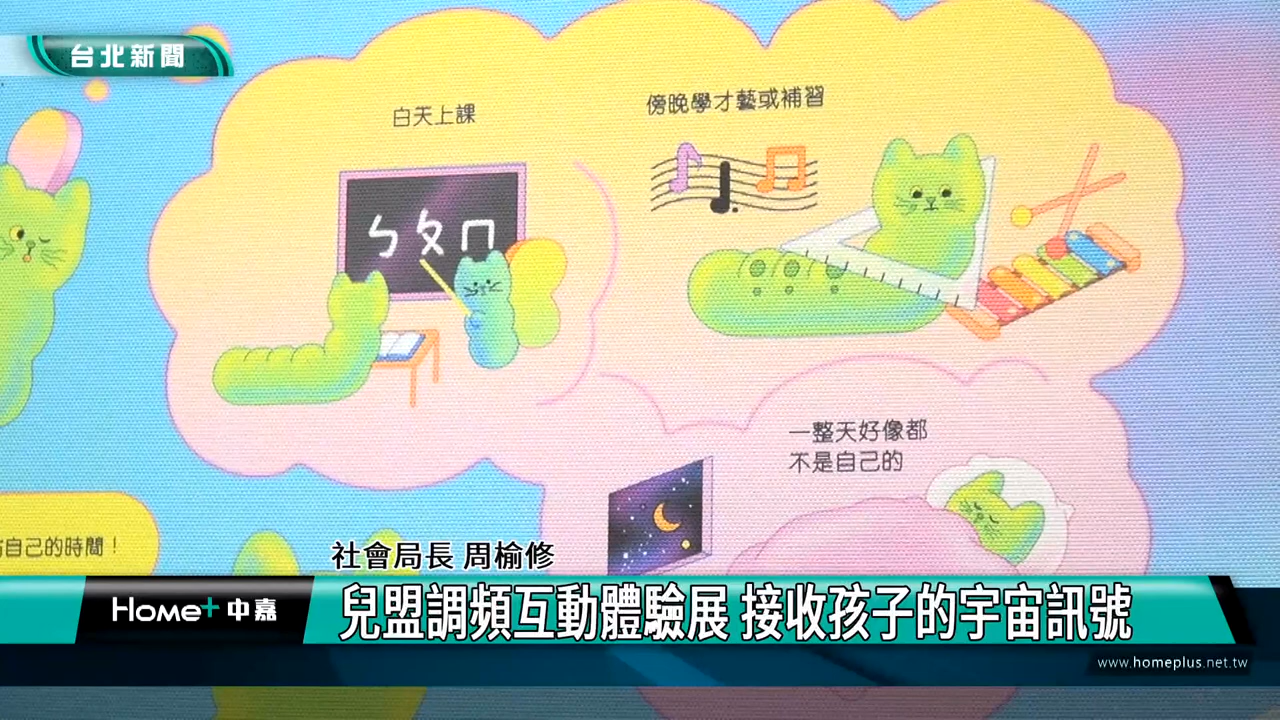 台北新聞
白天上課
傍晚學才藝或補習
ㄅㄆㄇ
一整天好像都
不是自己的
自己的時間！
社會局長 周榆修
Home+中嘉
兒盟調頻互動體驗展 接收孩子的宇宙訊號
www.homeplus.net.tw